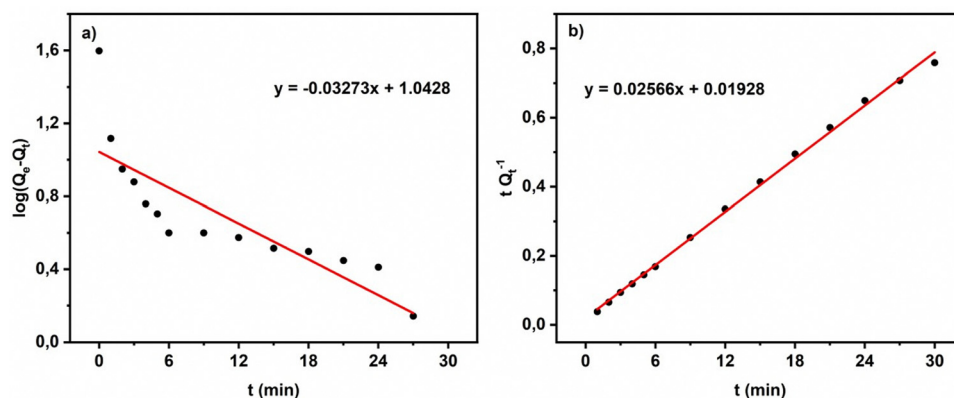 a)
y = -0.03273x + 1.0428
log(Qe-Qt)
1,6
1,2
0,8
0,4
0,0
0 6 12 18 24 30
t (min)
b)
y = 0.02566x + 0.01928
t Qt-1
0,8
0,6
0,4
0,2
0,0
0 6 12 18 24 30
t (min)